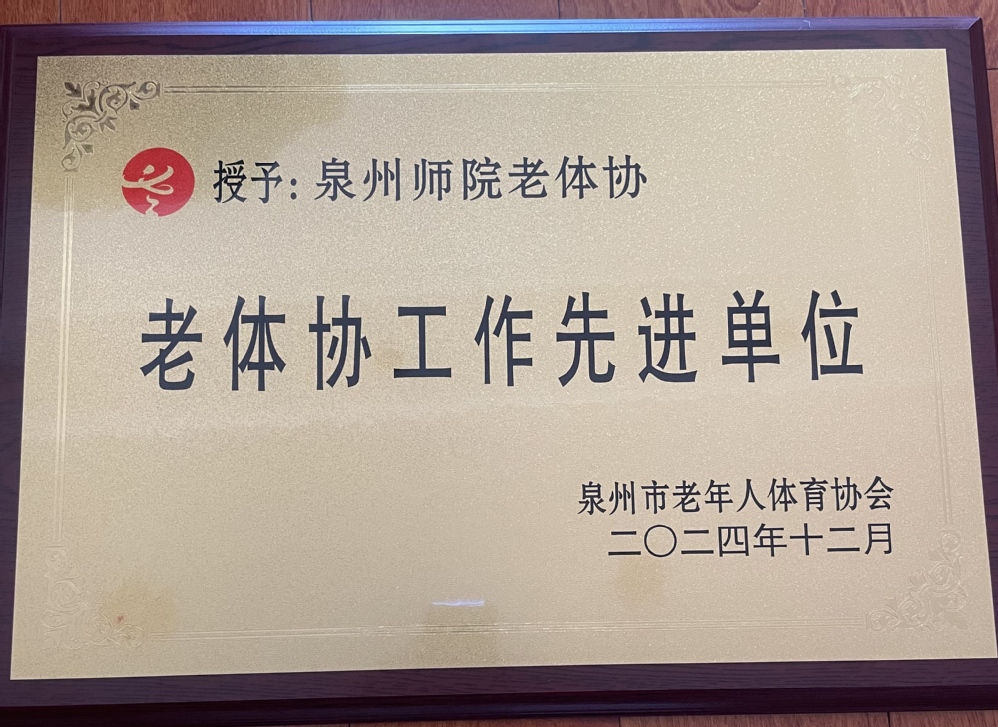 授予：泉州师院老体协
老体协工作先进单位
泉州市老年人体育协会
二〇二四年十二月